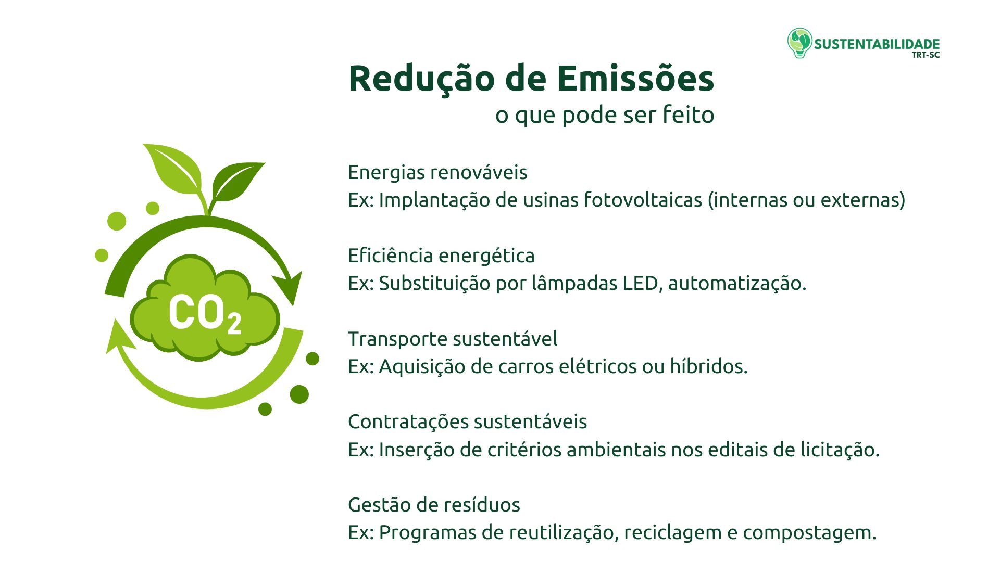 SUSTENTABILIDADE
TRT-SC
Redução de Emissões
o que pode ser feito
Energias renováveis
Ex: Implantação de usinas fotovoltaicas (internas ou externas)
Eficiência energética
Ex: Substituição por lâmpadas LED, automatização.
Transporte sustentável
Ex: Aquisição de carros elétricos ou híbridos.
Contratações sustentáveis
Ex: Inserção de critérios ambientais nos editais de licitação.
Gestão de resíduos
Ex: Programas de reutilização, reciclagem e compostagem.
CO₂